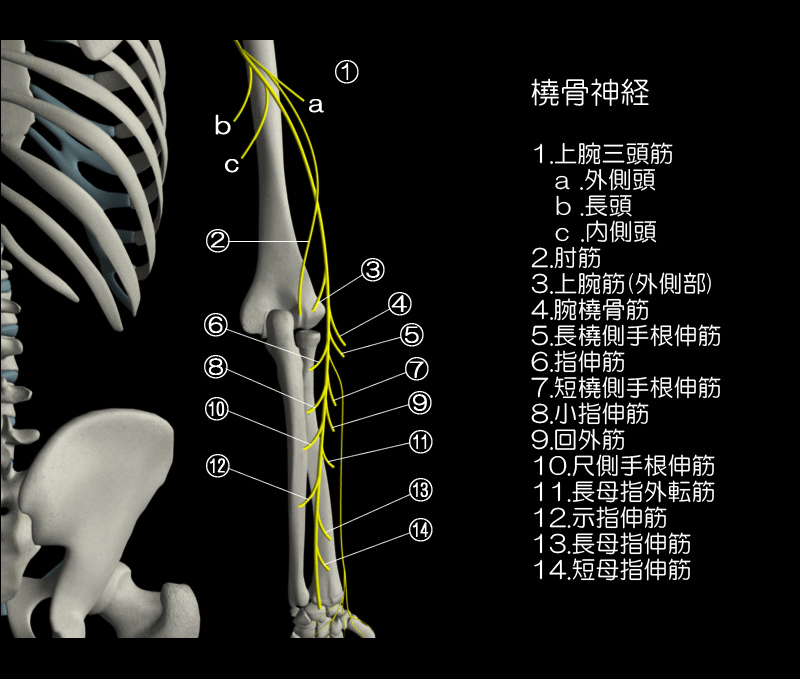 橈骨神経
1.上腕三頭筋
a.外側頭
b.長頭
c.内側頭
2.肘筋
3.上腕筋(外側部)
4.腕橈骨筋
5.長橈側手根伸筋
6.指伸筋
7.短橈側手根伸筋
8.小指伸筋
9.回外筋
10.尺側手根伸筋
11.長母指外転筋
12.示指伸筋
13.長母指伸筋
14.短母指伸筋
①
a
b
c
②
③
④
⑤
⑥
⑦
⑧
⑨
⑩
⑪
⑫
⑬
⑭